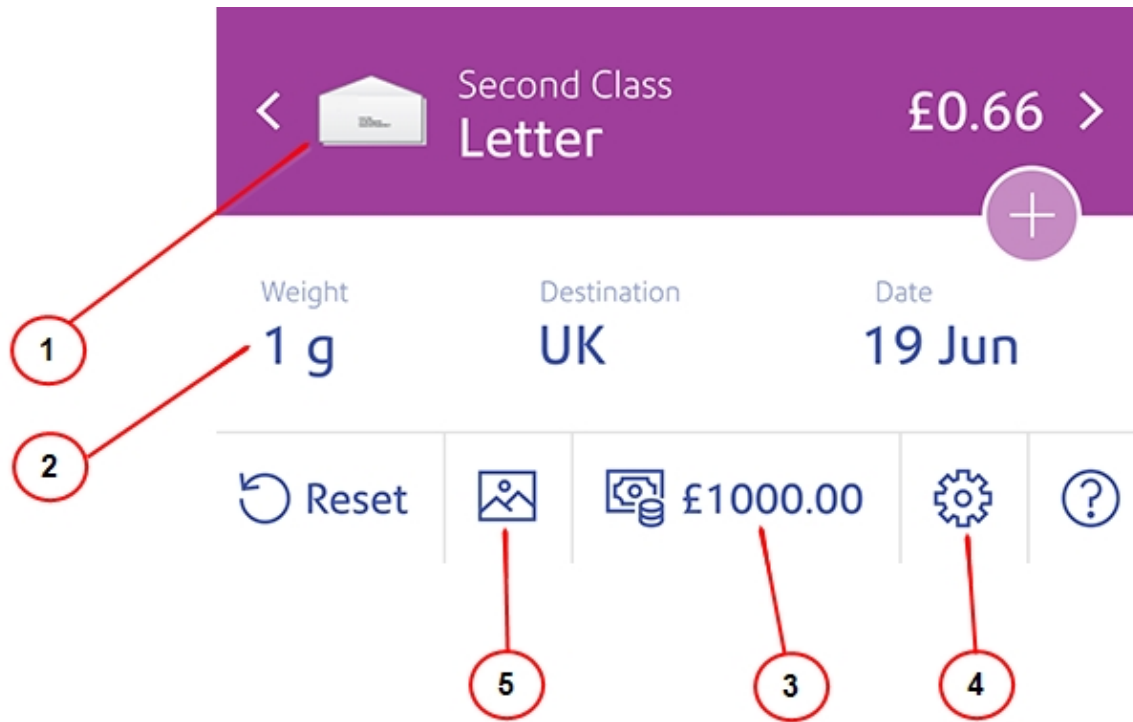 Second Class
Letter
£0.66
Weight
1 g
Destination
UK
Date
19 Jun
Reset
£1000.00
1
2
5
3
4